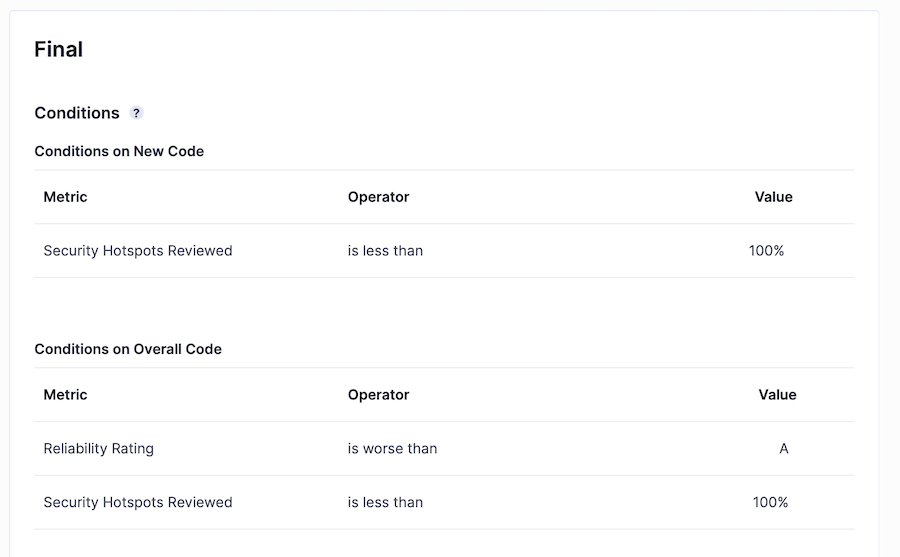 Final
Conditions ?
Conditions on New Code
Metric Operator Value
Security Hotspots Reviewed is less than 100%
Conditions on Overall Code
Metric Operator Value
Reliability Rating is worse than A
Security Hotspots Reviewed is less than 100%